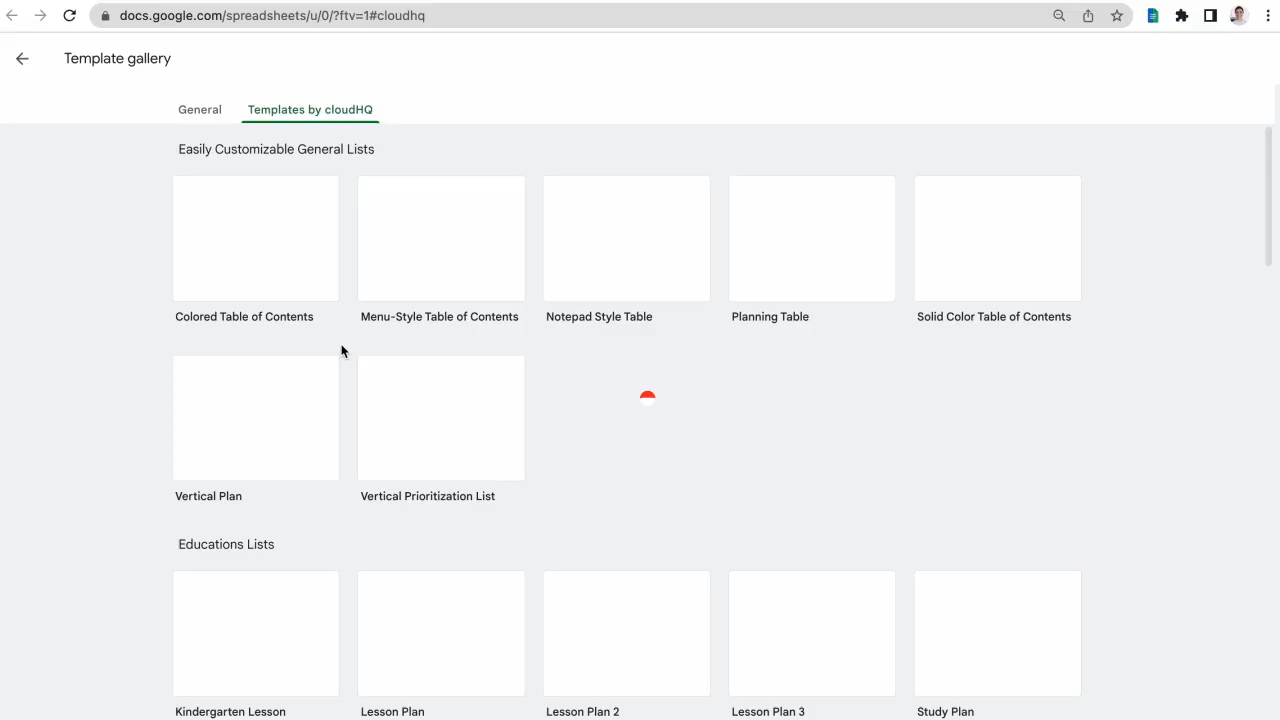 docs.google.com/spreadsheets/u/0/?ftv=1#cloudhq
Template gallery
General
Templates by cloudHQ
Easily Customizable General Lists
Colored Table of Contents
Menu-Style Table of Contents
Notepad Style Table
Planning Table
Solid Color Table of Contents
Vertical Plan
Vertical Prioritization List
Educations Lists
Kindergarten Lesson
Lesson Plan
Lesson Plan 2
Lesson Plan 3
Study Plan